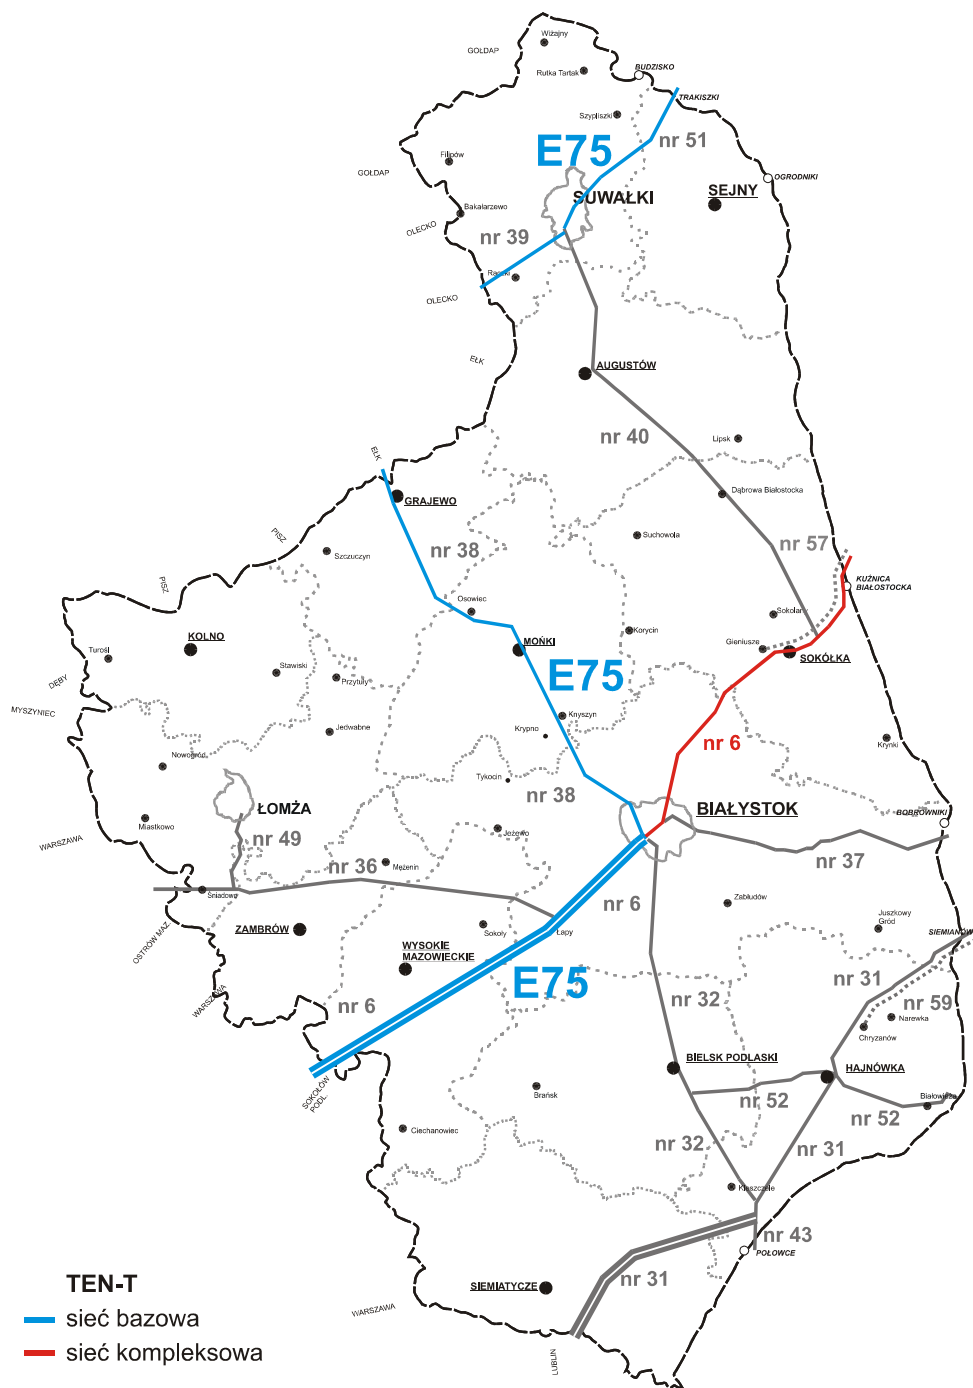 Wiżajny
GOŁDAP
Rutka Tartak
BUDZISKO
TRAKISZKI
Szypliszki
E75
nr 51
Filipów
GOŁDAP
OGRODNIKI
SEJNY
SUWAŁKI
Bakałarzewo
OLECKO
nr 39
Raczki
OLECKO
EŁK
AUGUSTÓW
nr 40
Lipsk
EŁK
GRAJEWO
Dąbrowa Białostocka
PISZ
Suchowola
nr 57
nr 38
Szczuczyn
PISZ
KUŹNICA
BIAŁOSTOCKA
Osowiec
Sokolany
KOLNO
Korycin
MOŃKI
Gieniusze
Turośl
SOKÓŁKA
Stawiski
E75
Przytuły
DĘBY
MYSZYNIEC
Knyszyn
Jedwabne
Krypno
nr 6
Krynki
Nowogród
Tykocin
nr 38
ŁOMŻA
BIAŁYSTOK
BOBROWNIKI
Miastkowo
Jeżewo
WARSZAWA
nr 49
nr 36
Mężenin
nr 37
Śniadowo
nr 6
Zabłudów
Juszkowy
Gród
ZAMBRÓW
Sokoły
Łapy
SIEMIANÓWKA
OSTRÓW MAZ.
WYSOKIE
MAZOWIECKIE
E75
nr 31
WARSZAWA
nr 6
nr 32
nr 59
Narewka
Chryzanów
BIELSK PODLASKI
HAJNÓWKA
SOKOŁÓW
PODL.
Brańsk
nr 52
Białowieża
nr 52
Ciechanowiec
nr 32
nr 31
Kleszczele
nr 43
POŁOWCE
nr 31
SIEMIATYCZE
TEN-T
WARSZAWA
sieć bazowa
sieć kompleksowa
LUBLIN